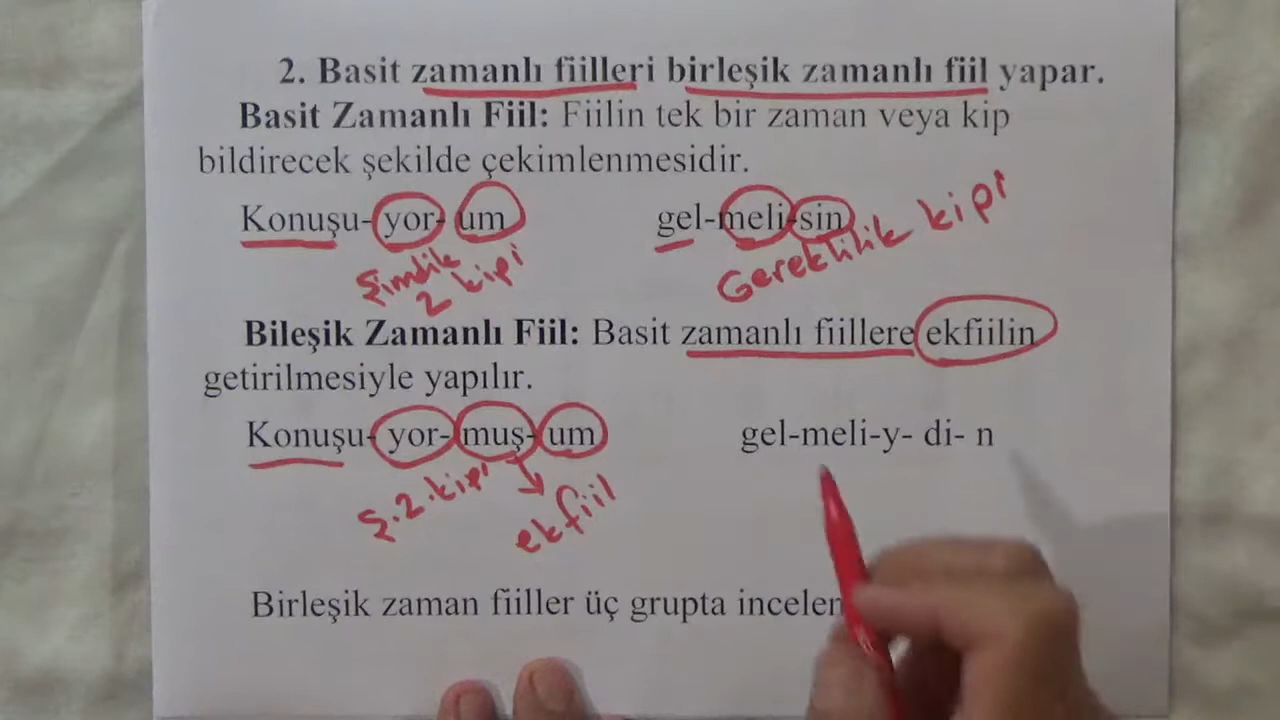 2. Basit zamanlı fiilleri birleşik zamanlı fiil yapar.
Basit Zamanlı Fiil: Fiilin tek bir zaman veya kip
bildirecek şekilde çekimlenmesidir.
Konuşu-yor-um gel-meli-sin
Şimdik 2 kipi
Gereklilik kipi
Bileşik Zamanlı Fiil: Basit zamanlı fiillere ekfiilin
getirilmesiyle yapılır.
Konuşu-yor-muş-um gel-meli-y- di- n
Ş.2.kipi
ekfiil
Birleşik zaman fiiller üç grupta